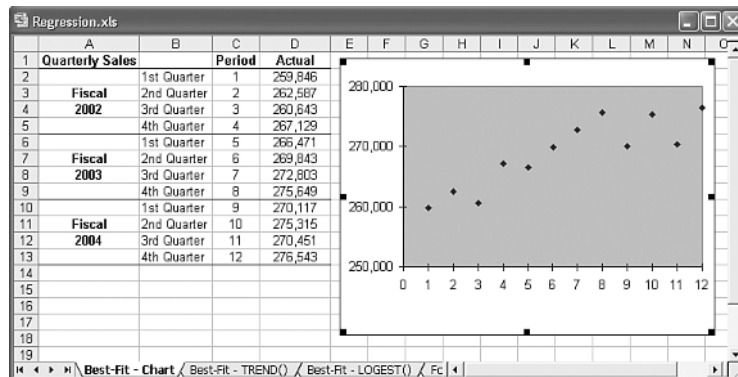 Regression.xls
A B C D E F G H I J K L M N O
1 Quarterly Sales Period Actual
2 1st Quarter 1 259,846
3 Fiscal 2nd Quarter 2 262,587
4 2002 3rd Quarter 3 260,643
5 4th Quarter 4 267,129
6 1st Quarter 5 266,471
7 Fiscal 2nd Quarter 6 269,843
8 2003 3rd Quarter 7 272,803
9 4th Quarter 8 275,649
10 1st Quarter 9 270,117
11 Fiscal 2nd Quarter 10 275,315
12 2004 3rd Quarter 11 270,451
13 4th Quarter 12 276,543
14
15
16
17
18
19
280,000
270,000
260,000
250,000
0 1 2 3 4 5 6 7 8 9 10 11 12
Best-Fit - Chart / Best-Fit - TREND() / Best-Fit - LOGEST() / Fc